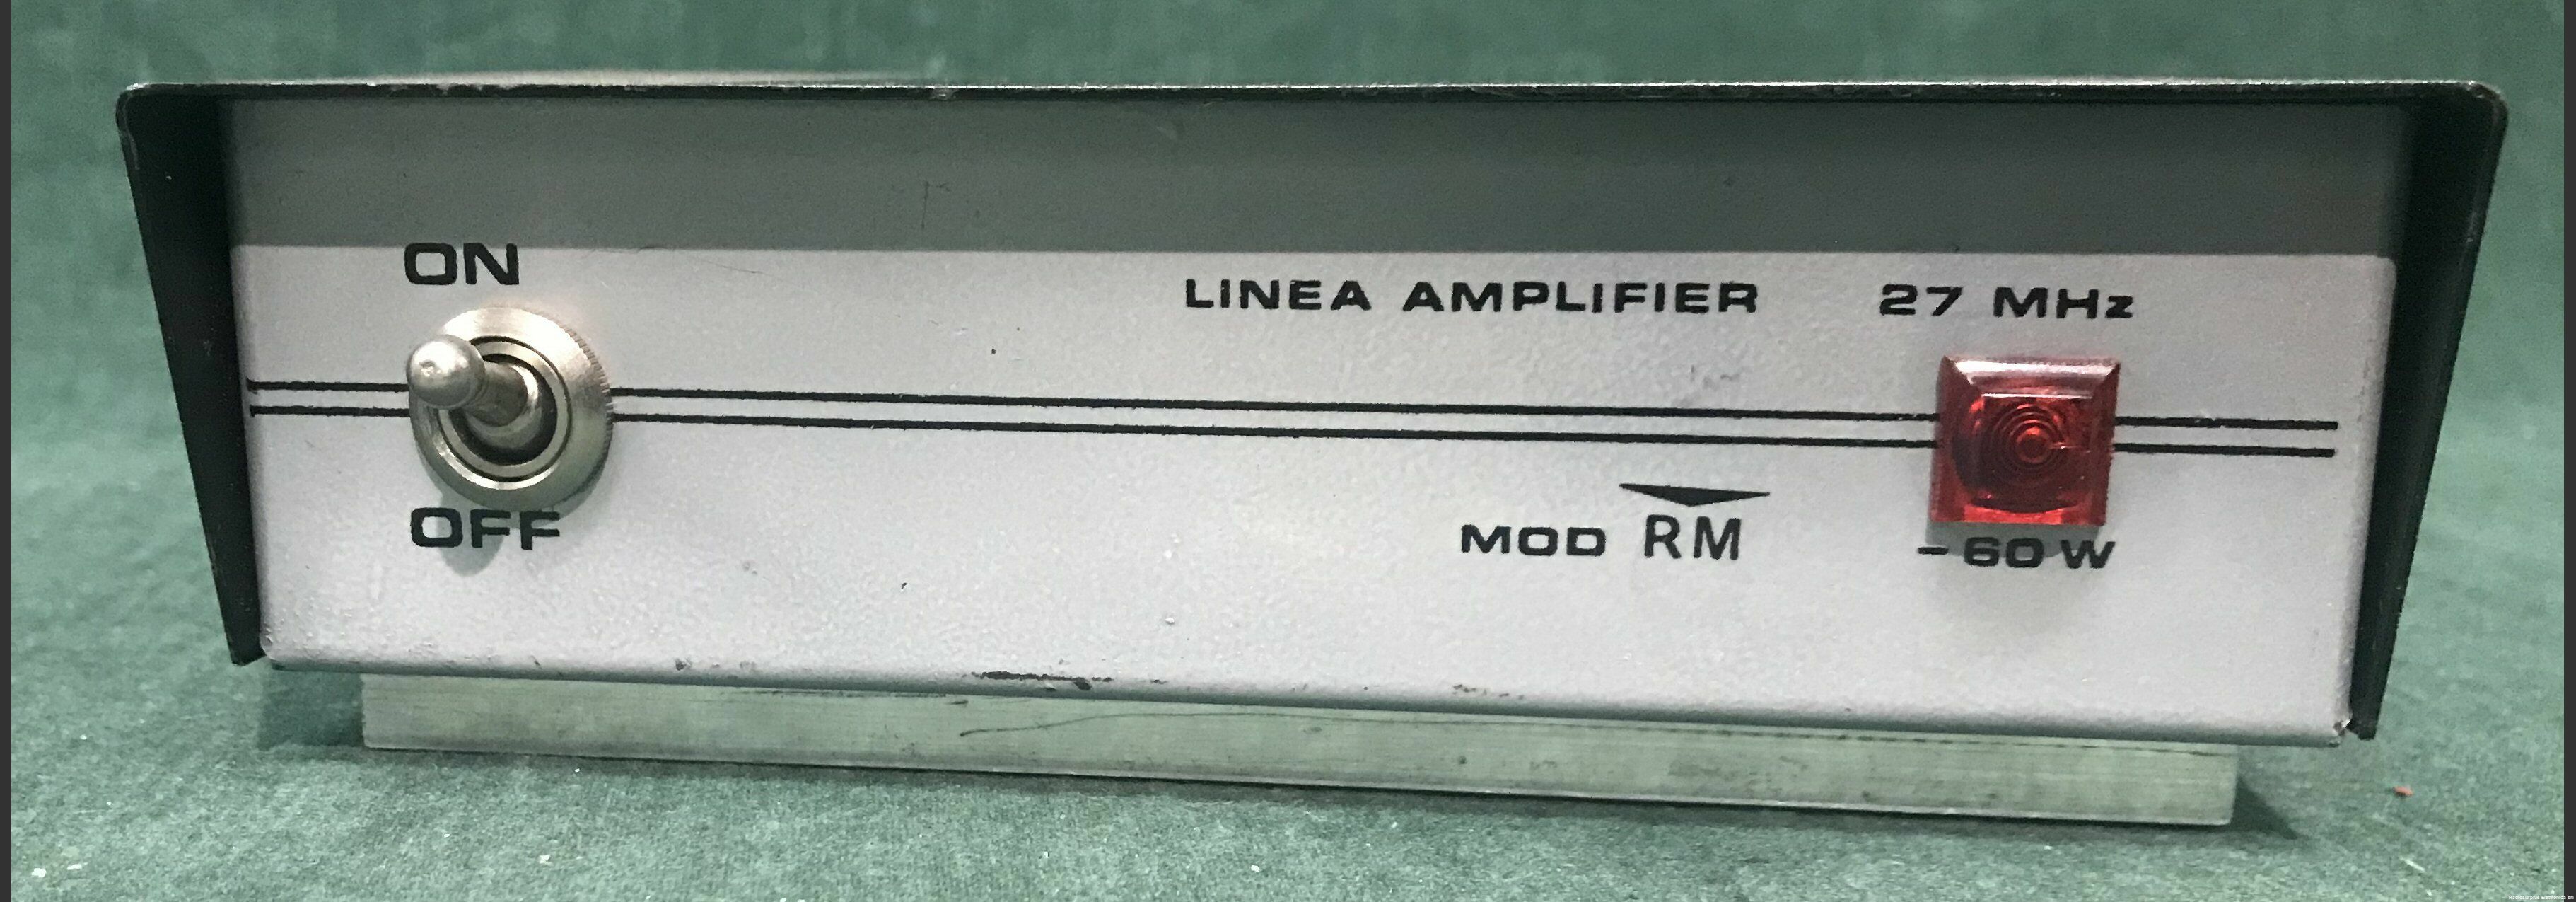 ON
LINEA AMPLIFIER 27 MHz
OFF
MOD RM - 60 W